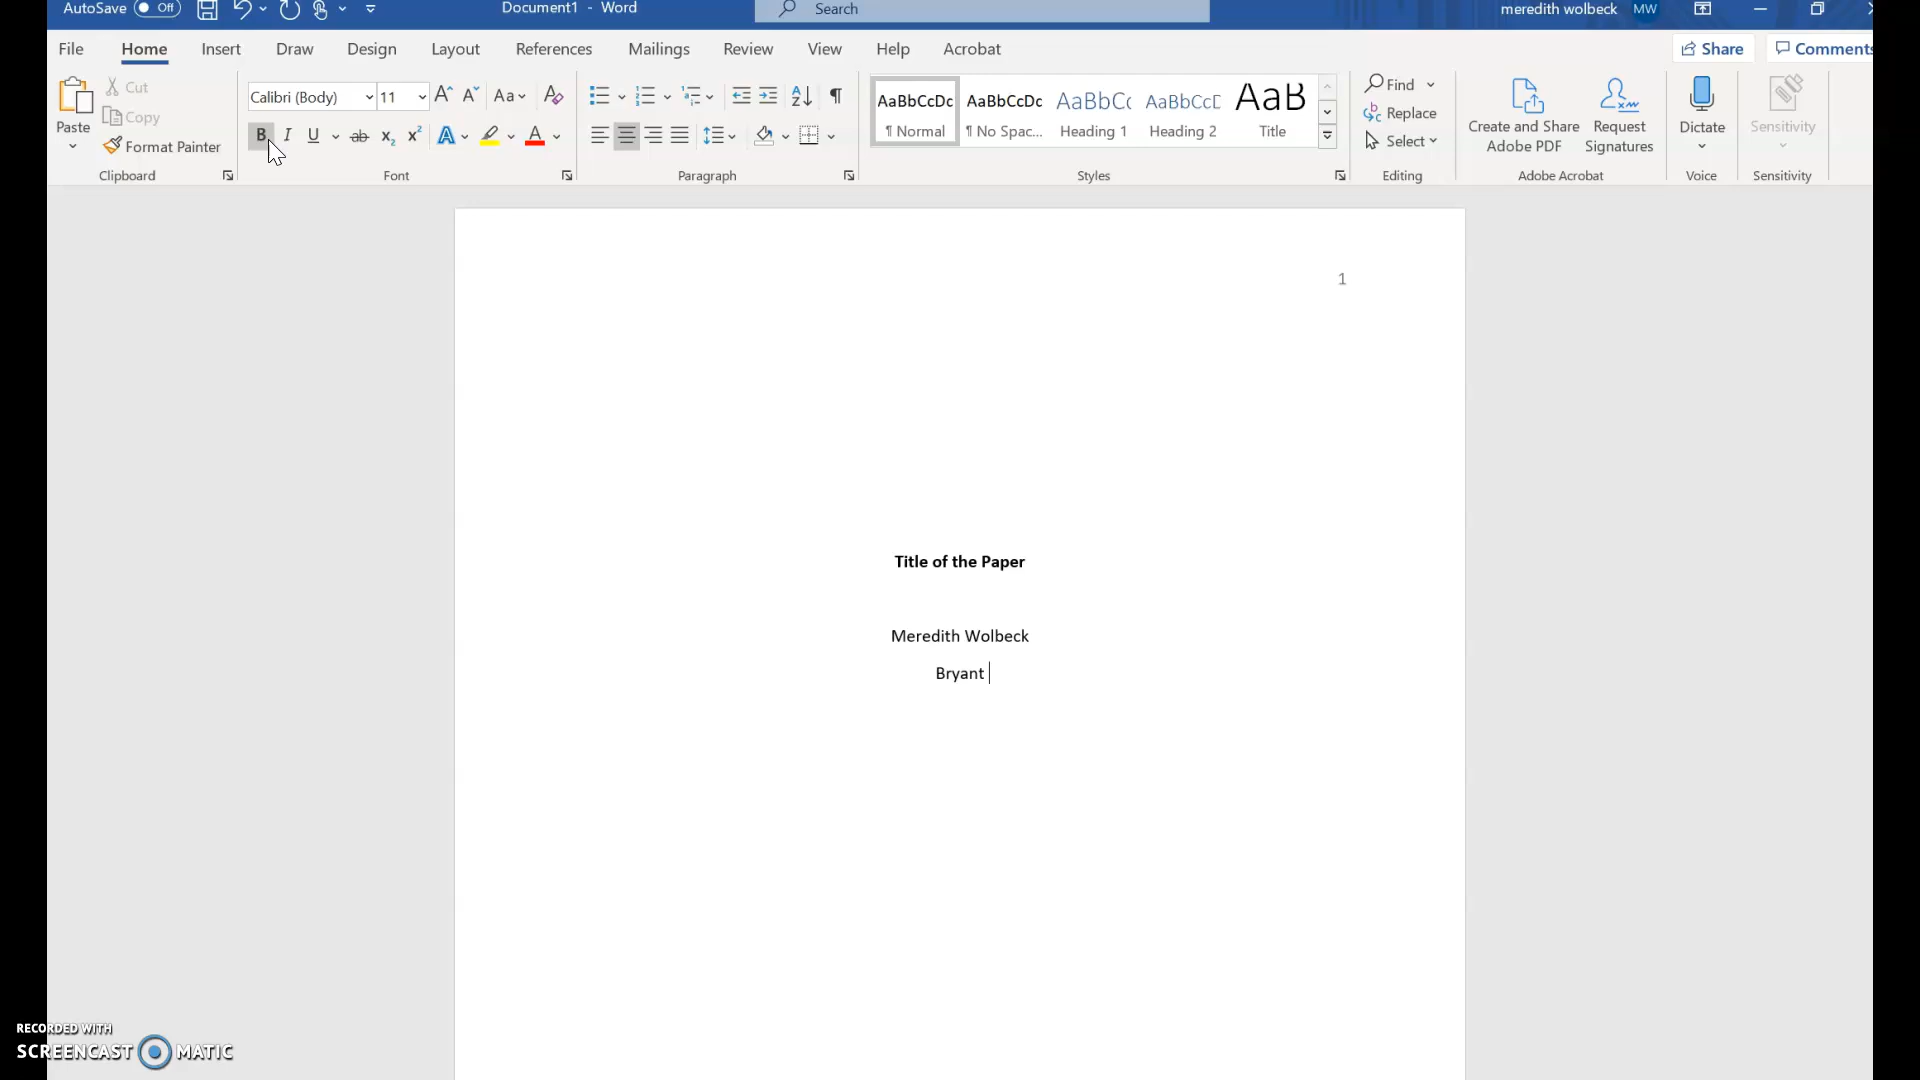 AutoSave Off Document1 - Word Search meredith wolbeck MW
File Home Insert Draw Design Layout References Mailings Review View Help Acrobat Share Comments
Paste Cut Copy Format Painter
Calibri (Body) 11 Aa
B I U ab x₂ x² A A
AaBbCcDc AaBbCcDc AaBbCc AaBbCcD AaB
¶ Normal ¶ No Spac... Heading 1 Heading 2 Title
Find
Replace
Select
Create and Share Adobe PDF
Request Signatures
Dictate
Sensitivity
Clipboard Font Paragraph Styles Editing Adobe Acrobat Voice Sensitivity
1
Title of the Paper
Meredith Wolbeck
Bryant
RECORDED WITH
SCREENCAST MATIC